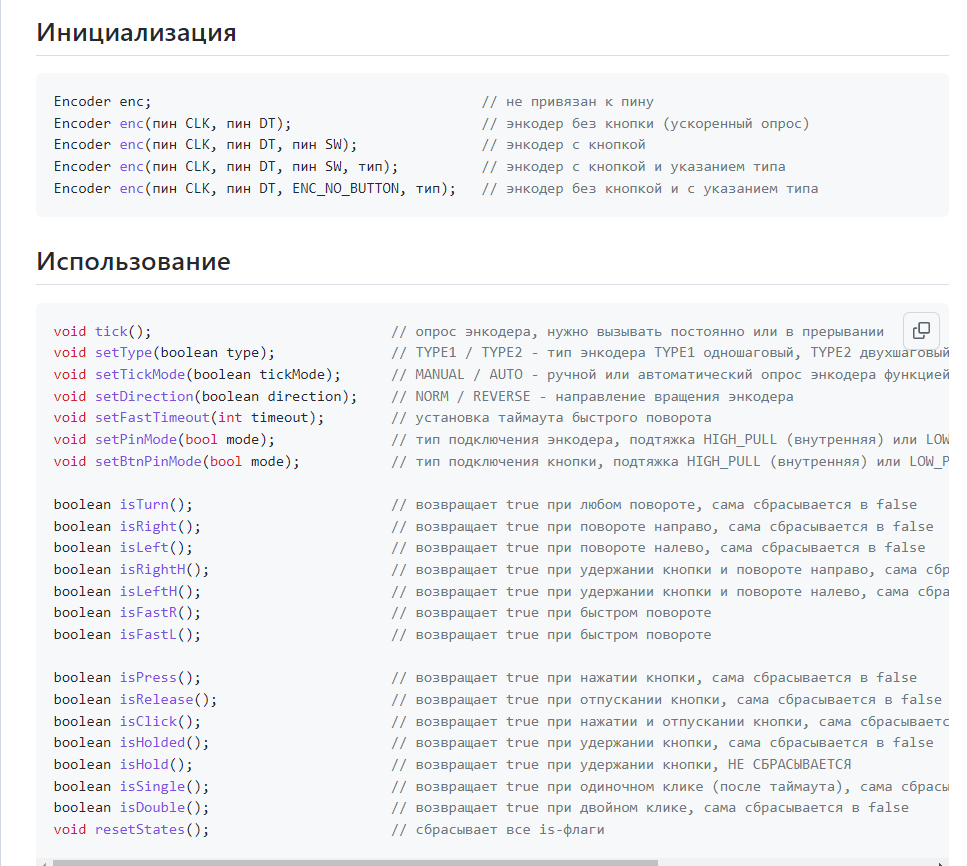 Инициализация
Encoder enc; // не привязан к пину
Encoder enc(пин CLK, пин DT); // энкодер без кнопки (ускоренный опрос)
Encoder enc(пин CLK, пин DT, пин SW); // энкодер с кнопкой
Encoder enc(пин CLK, пин DT, пин SW, тип); // энкодер с кнопкой и указанием типа
Encoder enc(пин CLK, пин DT, ENC_NO_BUTTON, тип); // энкодер без кнопкой и с указанием типа
Использование
void tick(); // опрос энкодера, нужно вызывать постоянно или в прерывании
void setType(boolean type); // TYPE1 / TYPE2 - тип энкодера TYPE1 одношаговый, TYPE2 двухшаговый
void setTickMode(boolean tickMode); // MANUAL / AUTO - ручной или автоматический опрос энкодера функцией
void setDirection(boolean direction); // NORM / REVERSE - направление вращения энкодера
void setFastTimeout(int timeout); // установка таймаута быстрого поворота
void setPinMode(bool mode); // тип подключения энкодера, подтяжка HIGH_PULL (внутренняя) или LOW
void setBtnPinMode(bool mode); // тип подключения кнопки, подтяжка HIGH_PULL (внутренняя) или LOW_P
boolean isTurn(); // возвращает true при любом повороте, сама сбрасывается в false
boolean isRight(); // возвращает true при повороте направо, сама сбрасывается в false
boolean isLeft(); // возвращает true при повороте налево, сама сбрасывается в false
boolean isRightH(); // возвращает true при удержании кнопки и повороте направо, сама сбр
boolean isLeftH(); // возвращает true при удержании кнопки и повороте налево, сама сбра
boolean isFastR(); // возвращает true при быстром повороте
boolean isFastL(); // возвращает true при быстром повороте
boolean isPress(); // возвращает true при нажатии кнопки, сама сбрасывается в false
boolean isRelease(); // возвращает true при отпускании кнопки, сама сбрасывается в false
boolean isClick(); // возвращает true при нажатии и отпускании кнопки, сама сбрасываетс
boolean isHolded(); // возвращает true при удержании кнопки, сама сбрасывается в false
boolean isHold(); // возвращает true при удержании кнопки, НЕ СБРАСЫВАЕТСЯ
boolean isSingle(); // возвращает true при одиночном клике (после таймаута), сама сбрасы
boolean isDouble(); // возвращает true при двойном клике, сама сбрасывается в false
void resetStates(); // сбрасывает все is-флаги